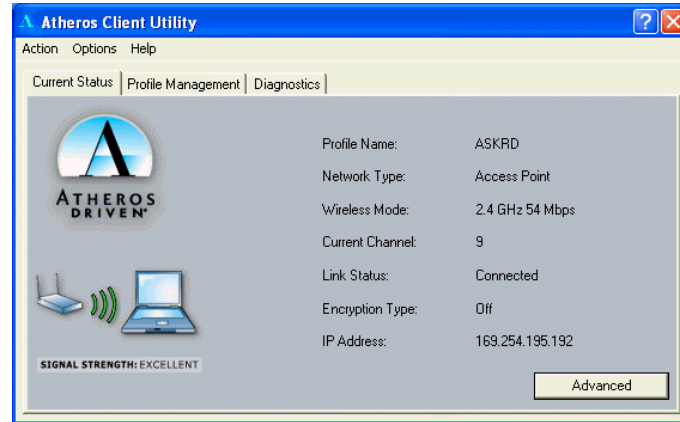 Atheros Client Utility
Action Options Help
Current Status Profile Management Diagnostics
ATHEROS
DRIVEN
Profile Name: ASKRD
Network Type: Access Point
Wireless Mode: 2.4 GHz 54 Mbps
Current Channel: 9
Link Status: Connected
Encryption Type: Off
IP Address: 169.254.195.192
SIGNAL STRENGTH: EXCELLENT
Advanced